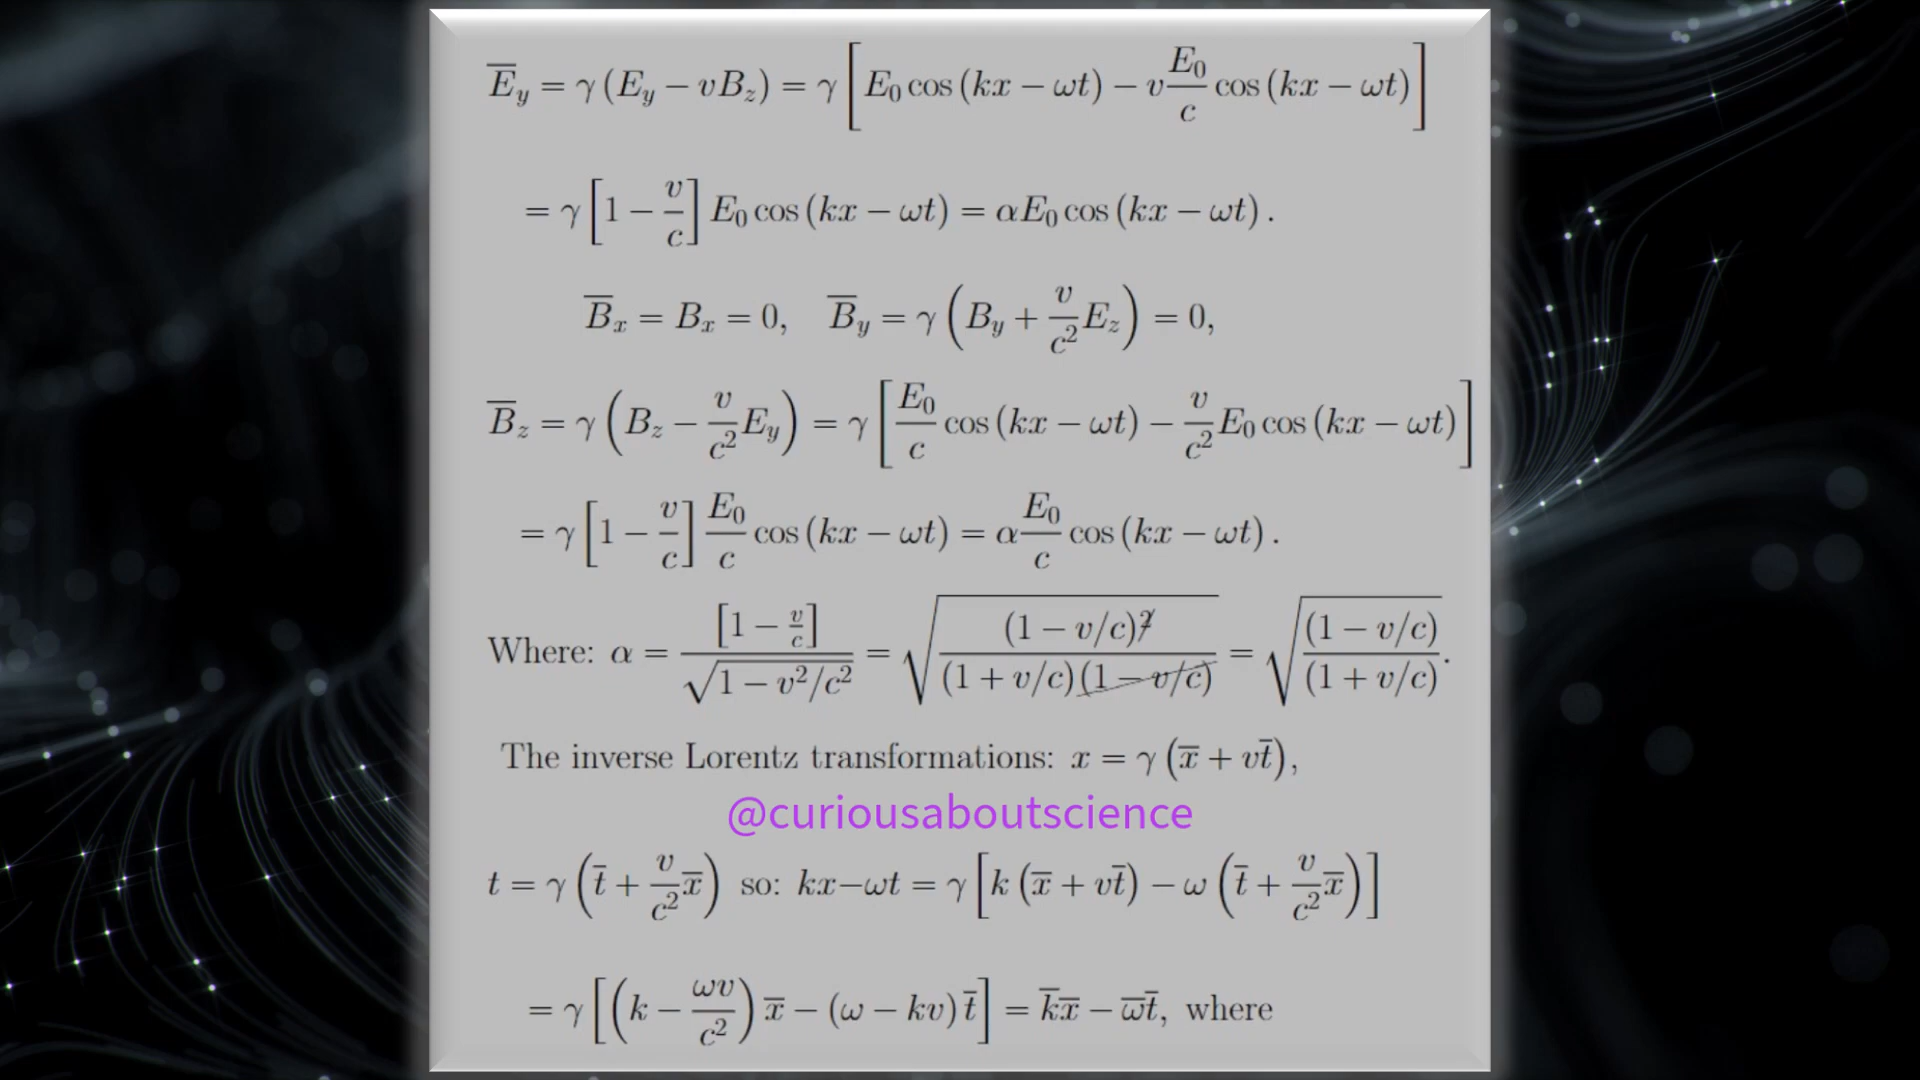 E̅_y = γ (E_y − vB_z) = γ [E_0 cos (kx − ωt) − v E_0/c cos (kx − ωt)]
= γ [1 − v/c] E_0 cos (kx − ωt) = αE_0 cos (kx − ωt) .
B̅_x = B_x = 0, B̅_y = γ (B_y + v/c² E_z) = 0,
B̅_z = γ (B_z − v/c² E_y) = γ [E_0/c cos (kx − ωt) − v/c² E_0 cos (kx − ωt)]
= γ [1 − v/c] E_0/c cos (kx − ωt) = α E_0/c cos (kx − ωt) .
Where: α = [1 − v/c] / √(1 − v²/c²) = √((1 − v/c)² / (1 + v/c)(1 − v/c)) = √((1 − v/c) / (1 + v/c)).
The inverse Lorentz transformations: x = γ (x̅ + vt̅),
@curiousaboutscience
t = γ (t̅ + v/c² x̅) so: kx−ωt = γ [k (x̅ + vt̅) − ω (t̅ + v/c² x̅)]
= γ [(k − ωv/c²) x̅ − (ω − kv) t̅] = k̅x̅ − ω̅t̅, where